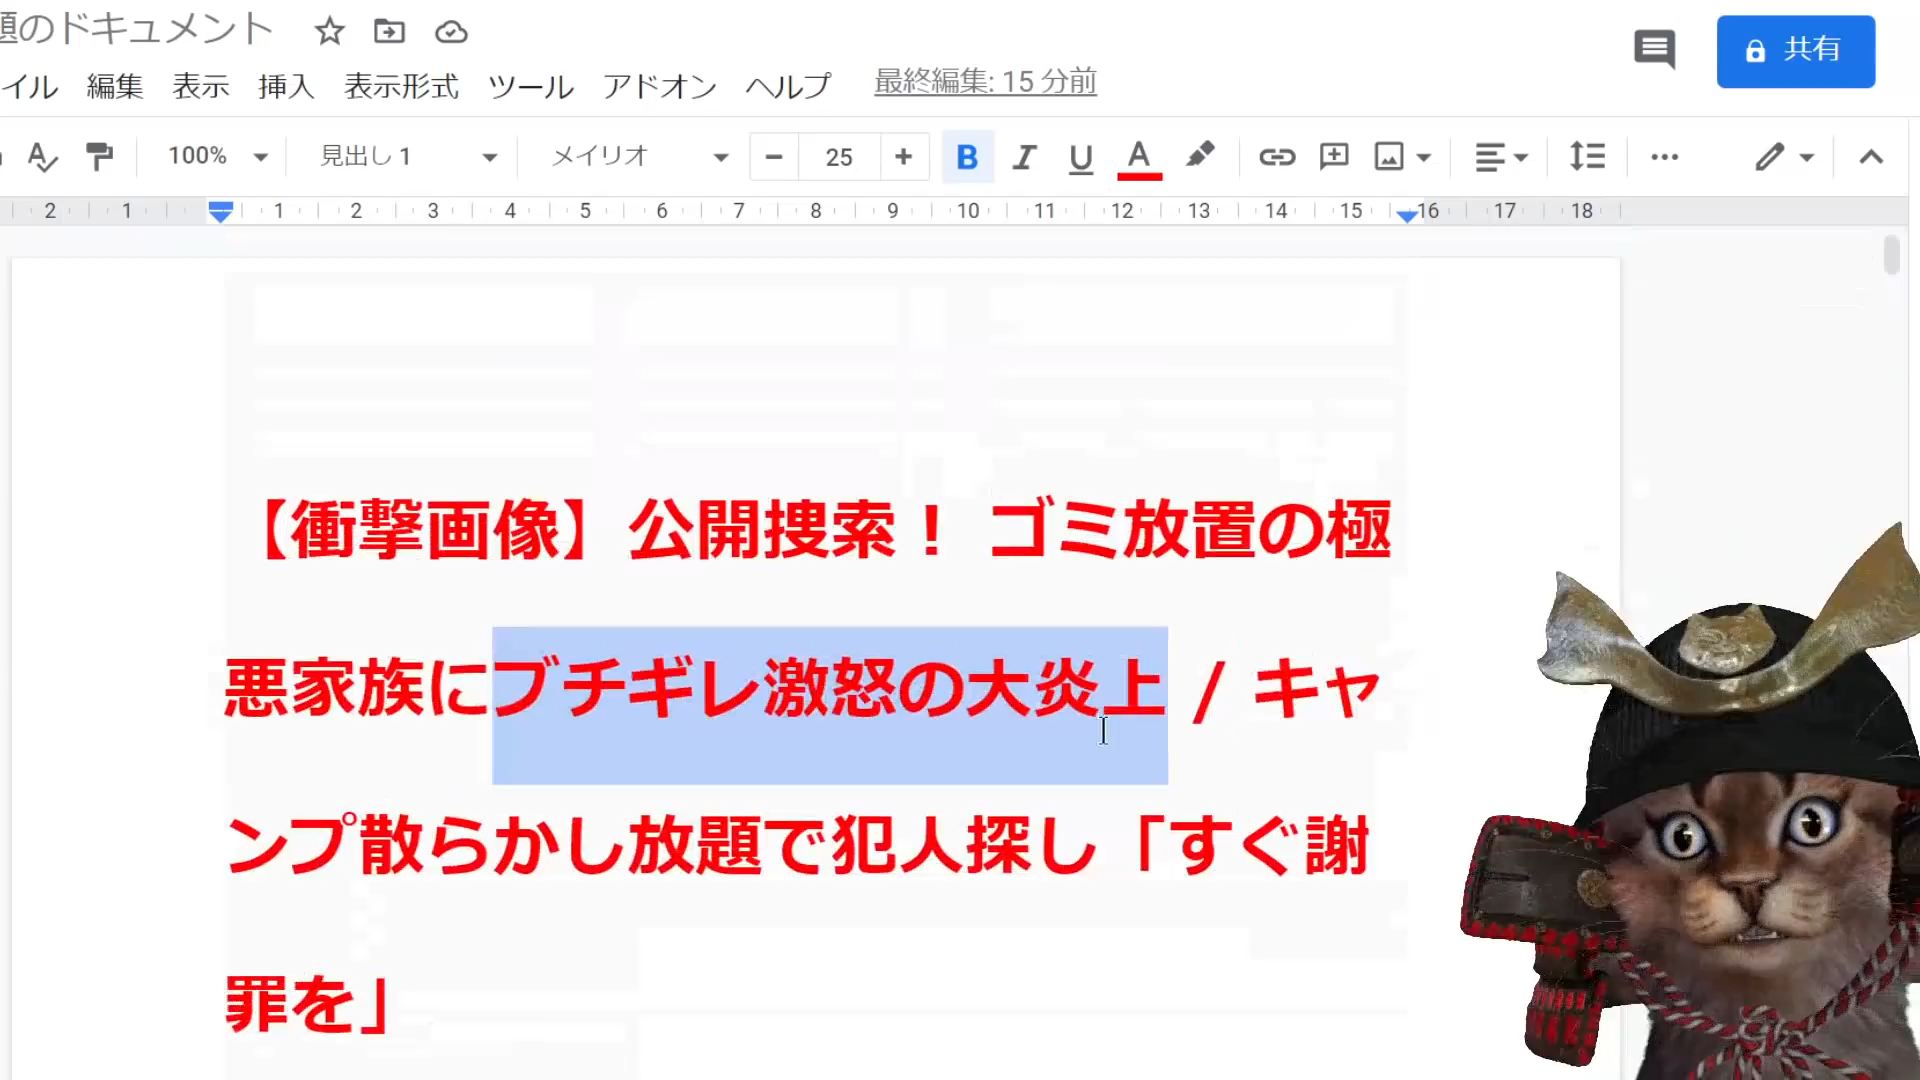 題のドキュメント
イル 編集 表示 挿入 表示形式 ツール アドオン ヘルプ 最終編集: 15 分前
共有
100% 見出し 1 メイリオ − 25 + B I U A
2 1 1 2 3 4 5 6 7 8 9 10 11 12 13 14 15 16 17 18
【衝撃画像】公開捜索！ ゴミ放置の極
悪家族にブチギレ激怒の大炎上 / キャ
ンプ散らかし放題で犯人探し「すぐ謝
罪を」